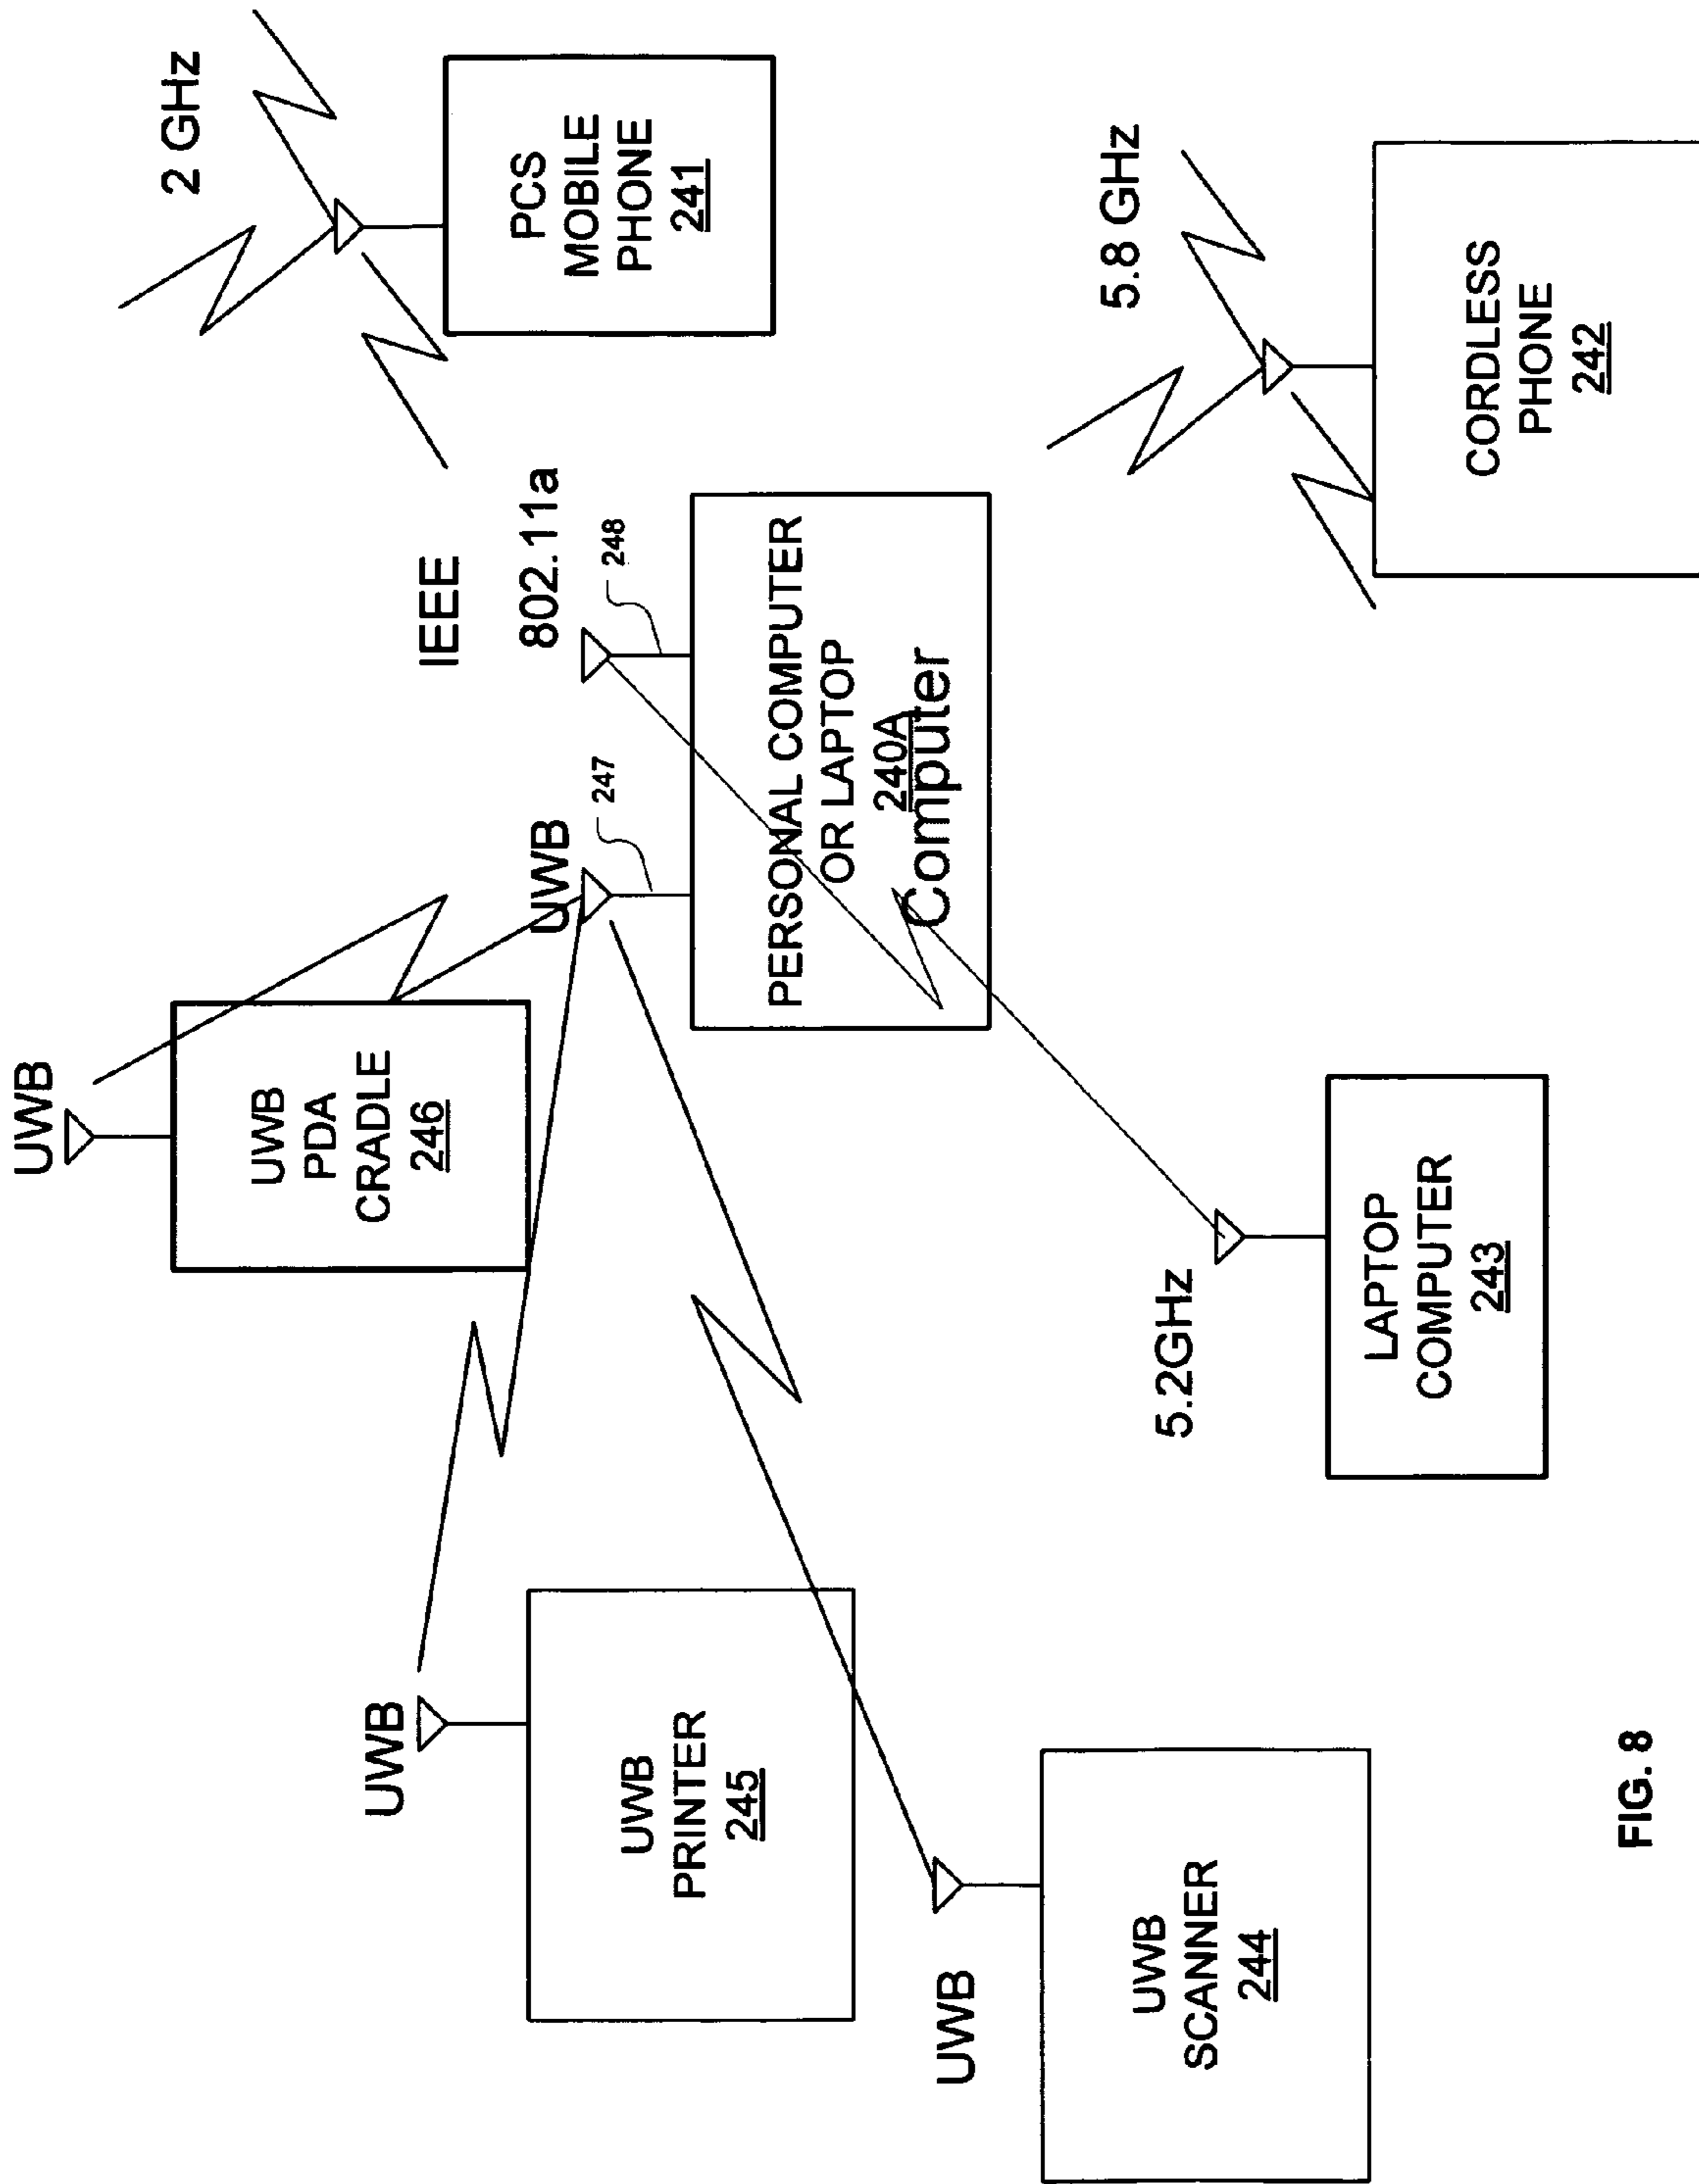 UWB
UWB
PDA
CRADLE
246
2 GHz
PCS
MOBILE
PHONE
241
UWB
UWB
PRINTER
245
IEEE
802.11a
UWB
247
248
PERSONAL COMPUTER
OR LAPTOP
240A
Computer
UWB
UWB
SCANNER
244
5.2GHz
LAPTOP
COMPUTER
243
5.8 GHz
CORDLESS
PHONE
242
FIG. 8